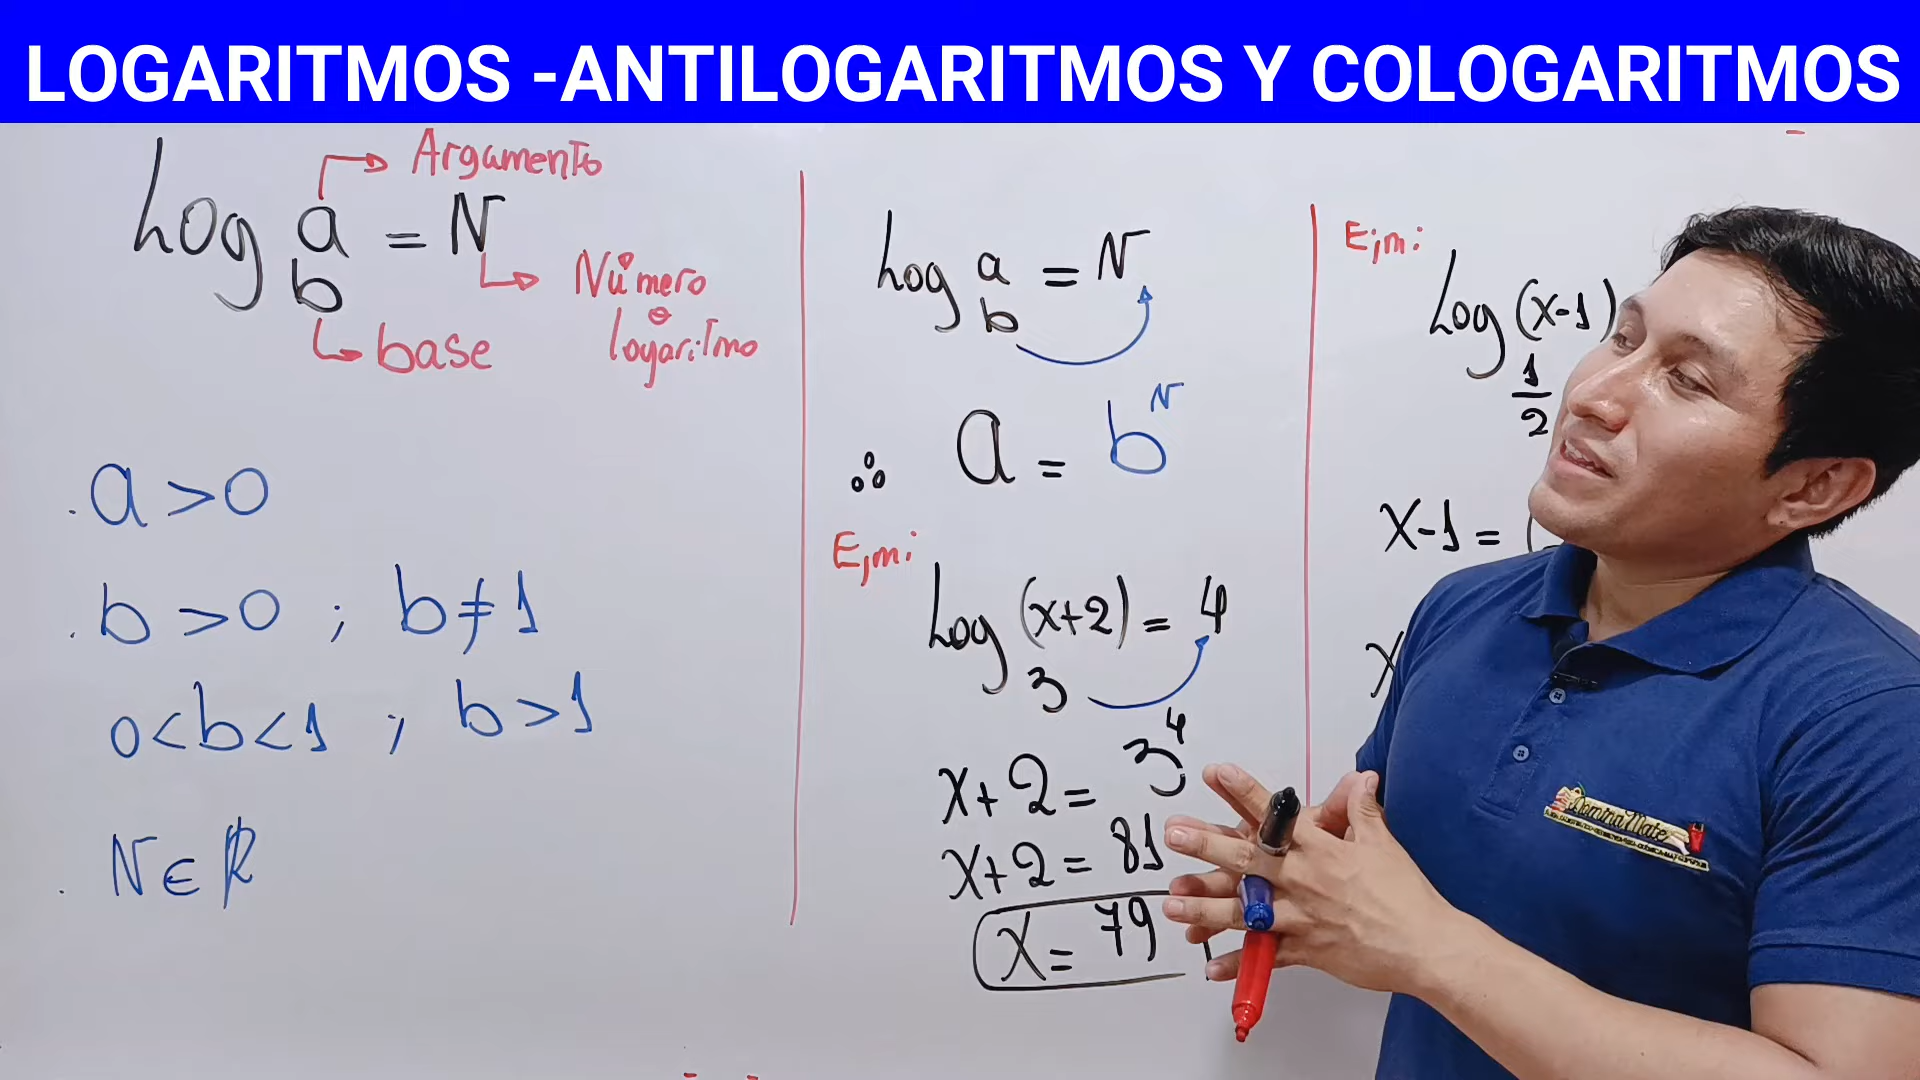 LOGARITMOS -ANTILOGARITMOS Y COLOGARITMOS
Log a = N
b
Argumento
Número
o
logaritmo
base
. a > 0
. b > 0 ; b ≠ 1
0 < b < 1 ; b > 1
. N ∈ ℝ
Log a = N
b
∴ a = b^N
Ejm:
Log (x+2) = 4
3
x+2 = 3^4
x+2 = 81
x = 79
Ejm:
Log (x-1)
1
2
x-1 = (
x
DominaMate